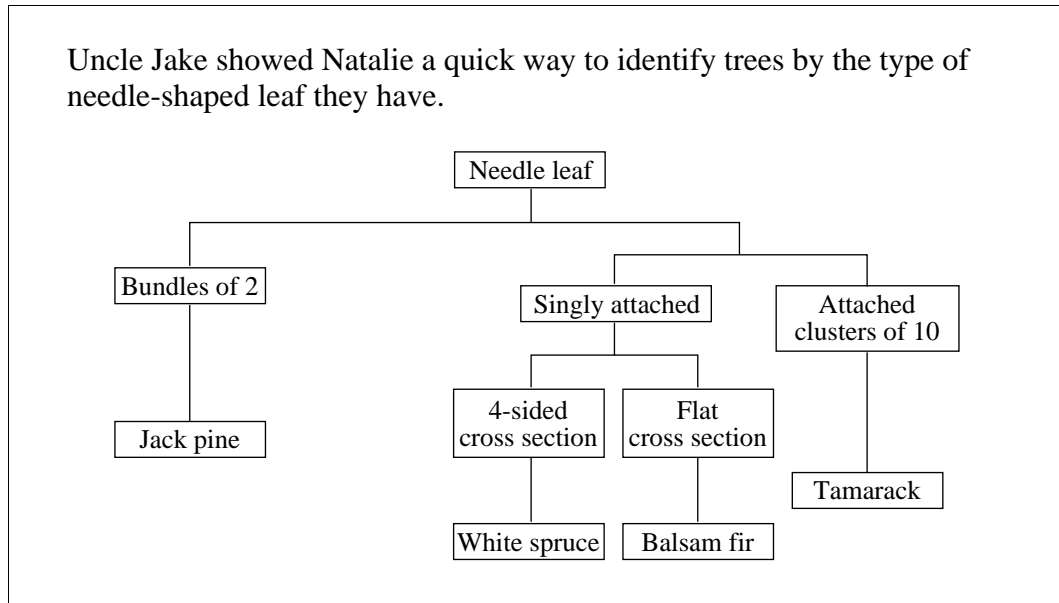 Uncle Jake showed Natalie a quick way to identify trees by the type of
needle-shaped leaf they have.
Needle leaf
Bundles of 2
Singly attached
Attached
clusters of 10
4-sided
cross section
Flat
cross section
Jack pine
Tamarack
White spruce
Balsam fir